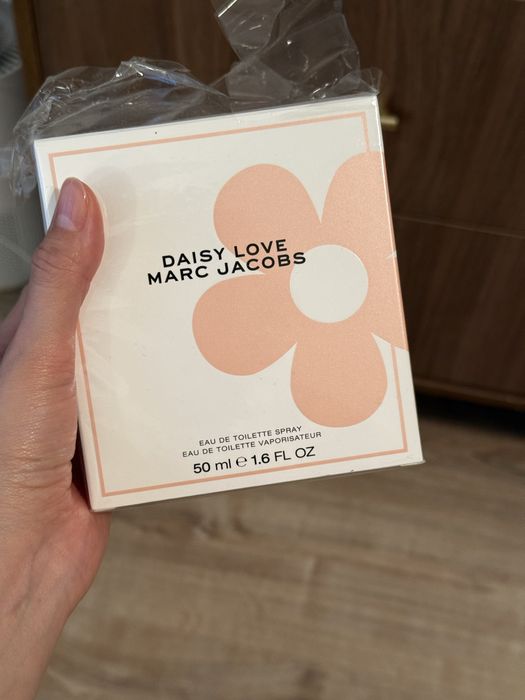 DAISY LOVE
MARC JACOBS
EAU DE TOILETTE SPRAY
EAU DE TOILETTE VAPORISATEUR
50 ml ℮ 1.6 FL OZ